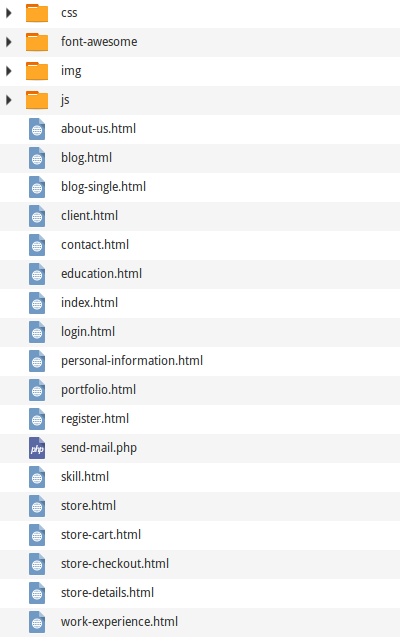 css
font-awesome
img
js
about-us.html
blog.html
blog-single.html
client.html
contact.html
education.html
index.html
login.html
personal-information.html
portfolio.html
register.html
php send-mail.php
skill.html
store.html
store-cart.html
store-checkout.html
store-details.html
work-experience.html